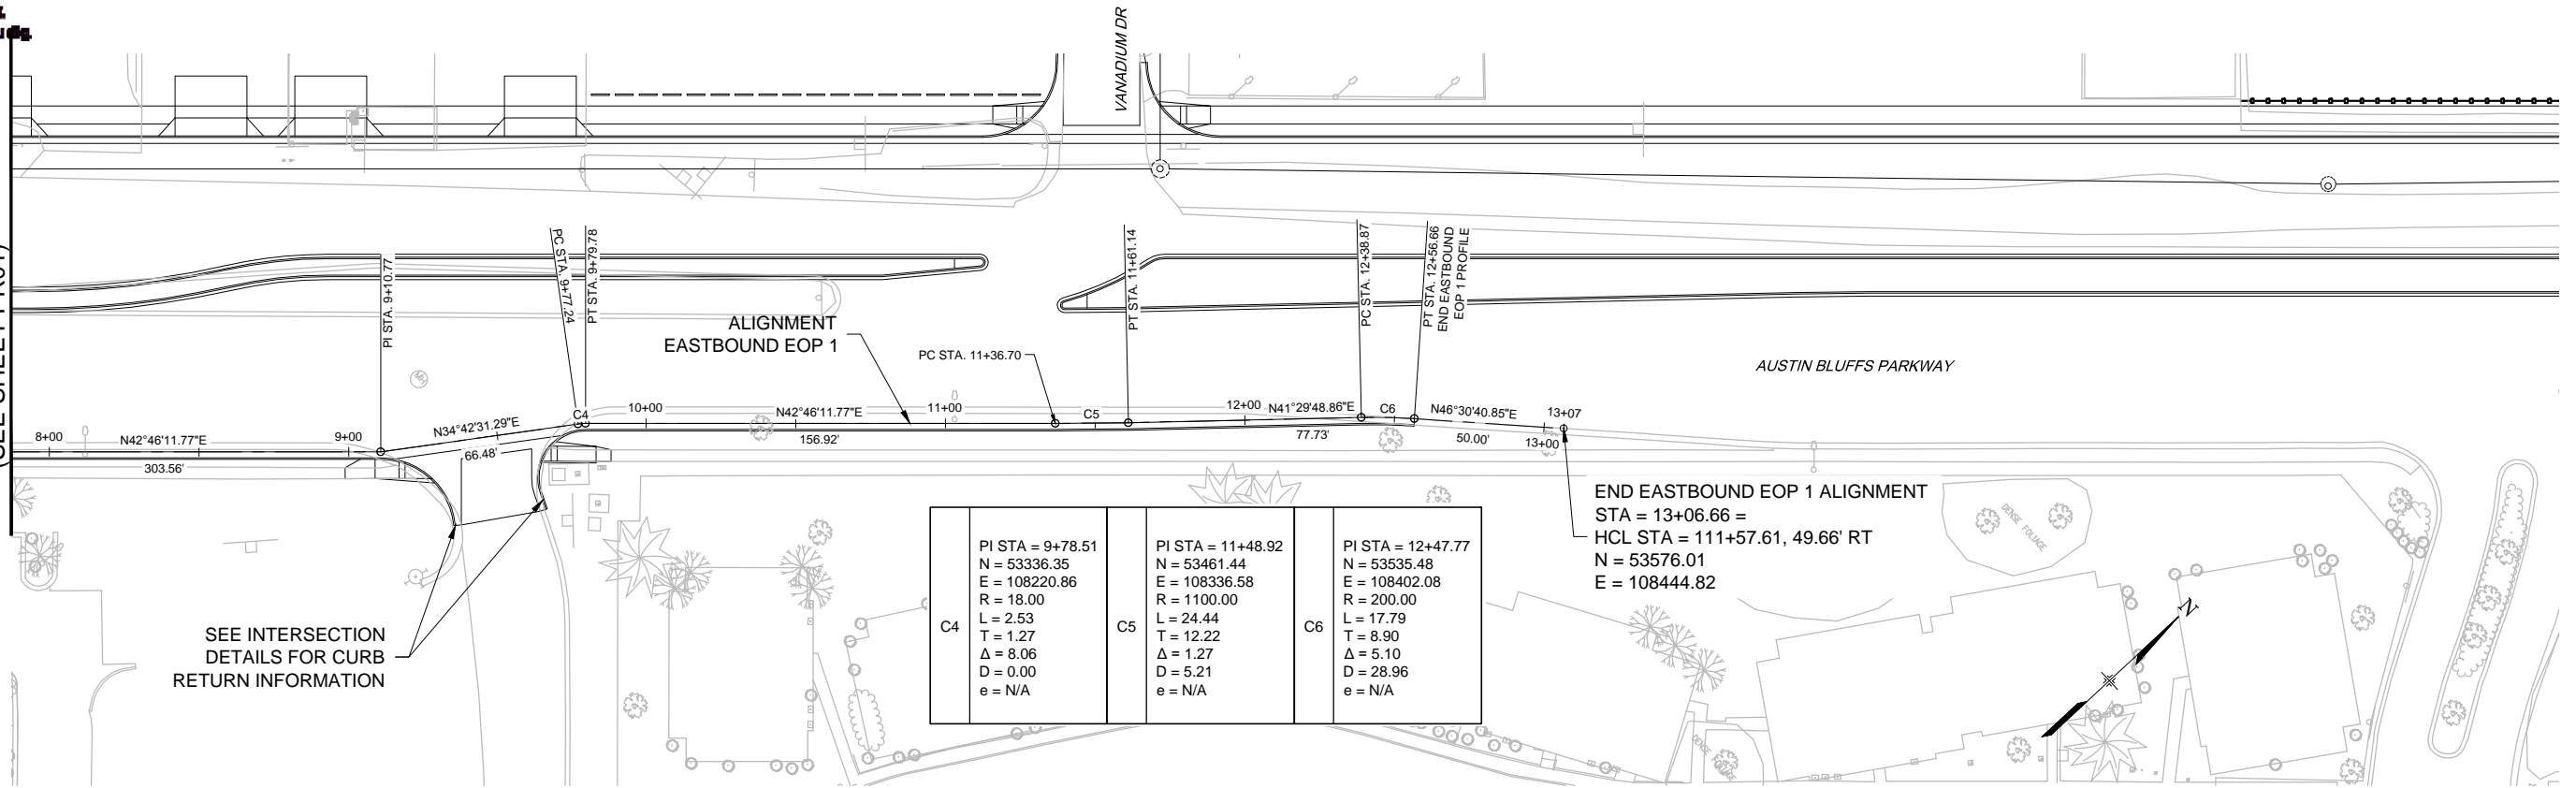 VANADIUM DR
PI STA. 9+10.77
PC STA. 9+77.24
PT STA. 9+79.78
PT STA. 11+61.14
PC STA. 12+38.87
PT STA. 12+56.66
END EASTBOUND
EOP 1 PROFILE
ALIGNMENT
EASTBOUND EOP 1
PC STA. 11+36.70
AUSTIN BLUFFS PARKWAY
MH
8+00
N42°46'11.77"E
9+00
N34°42'31.29"E
C4
10+00
N42°46'11.77"E
11+00
C5
12+00
N41°29'48.86"E
C6
N46°30'40.85"E
13+07
303.56'
66.48'
156.92'
77.73'
50.00'
13+00
END EASTBOUND EOP 1 ALIGNMENT
STA = 13+06.66 =
HCL STA = 111+57.61, 49.66' RT
N = 53576.01
E = 108444.82
DENSE FOLIAGE
C4
PI STA = 9+78.51
N = 53336.35
E = 108220.86
R = 18.00
L = 2.53
T = 1.27
Δ = 8.06
D = 0.00
e = N/A
C5
PI STA = 11+48.92
N = 53461.44
E = 108336.58
R = 1100.00
L = 24.44
T = 12.22
Δ = 1.27
D = 5.21
e = N/A
C6
PI STA = 12+47.77
N = 53535.48
E = 108402.08
R = 200.00
L = 17.79
T = 8.90
Δ = 5.10
D = 28.96
e = N/A
SEE INTERSECTION
DETAILS FOR CURB
RETURN INFORMATION
N
DENSE FOLIAGE